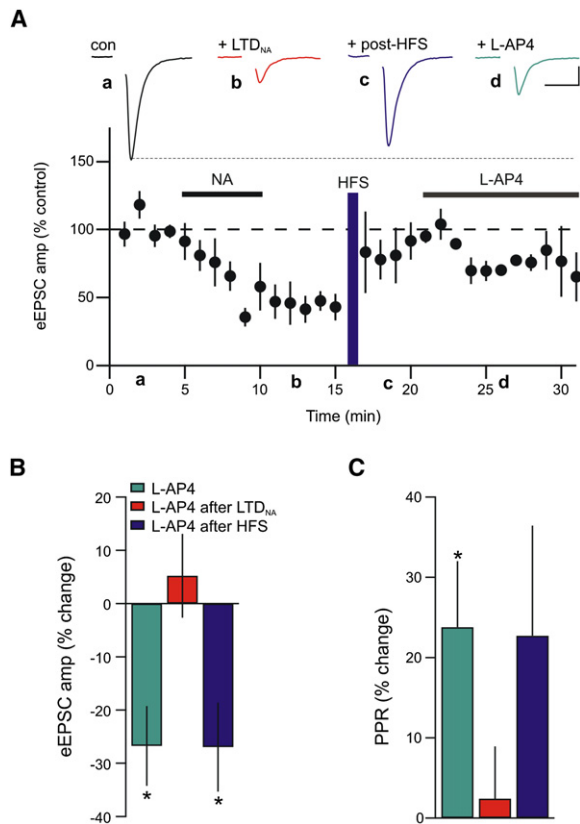 A
con + LTDNA + post-HFS + L-AP4
a b c d
150
NA HFS L-AP4
100
50
0
eEPSC amp (% control)
a b c d
0 5 10 15 20 25 30
Time (min)
B
L-AP4
L-AP4 after LTDNA
L-AP4 after HFS
20
10
0
-10
-20
-30
-40
eEPSC amp (% change)
* *
C
40
30
20
10
0
PPR (% change)
*